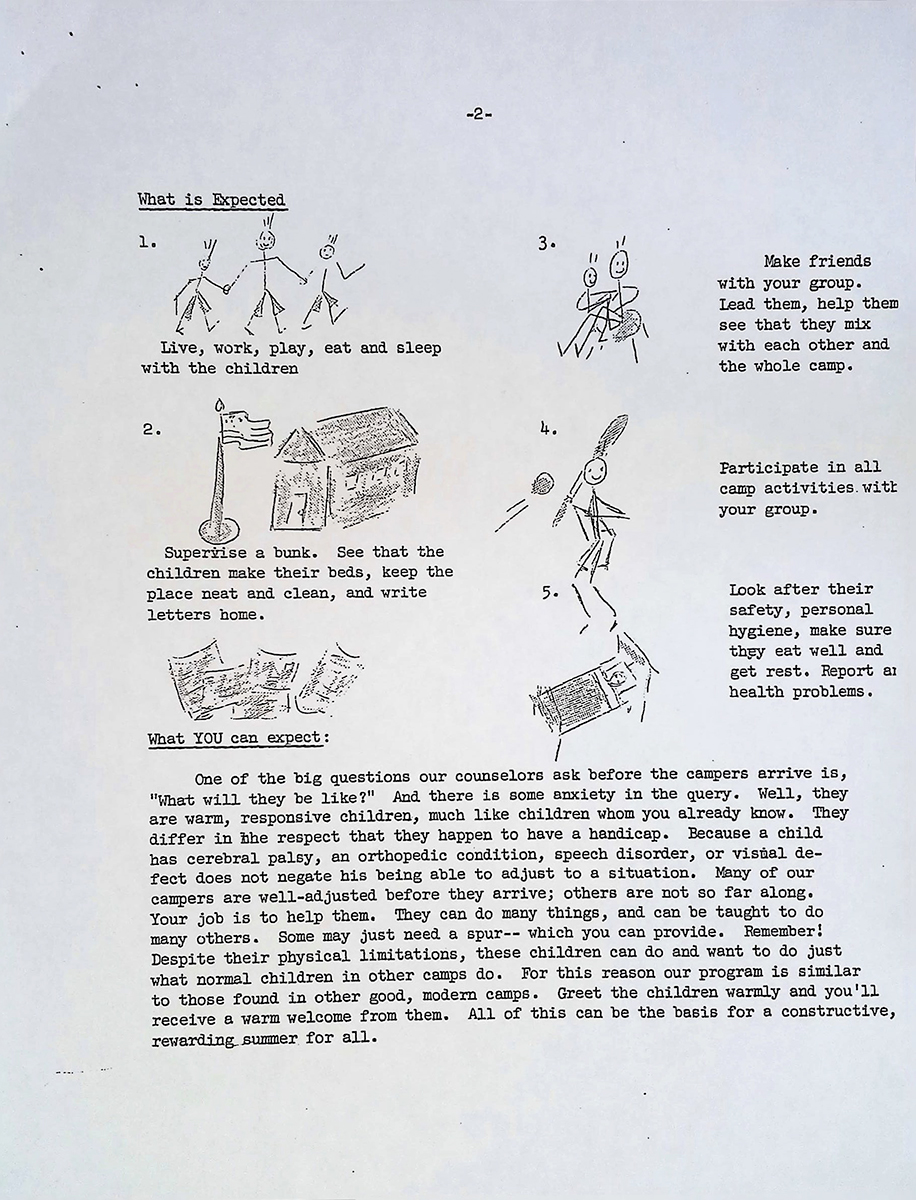 -2-
What is Expected
1.
Live, work, play, eat and sleep
with the children
2.
Supervise a bunk. See that the
children make their beds, keep the
place neat and clean, and write
letters home.
3.
Make friends
with your group.
Lead them, help them
see that they mix
with each other and
the whole camp.
4.
Participate in all
camp activities with
your group.
5.
Look after their
safety, personal
hygiene, make sure
they eat well and
get rest. Report
health problems.
What YOU can expect:
One of the big questions our counselors ask before the campers arrive is,
"What will they be like?" And there is some anxiety in the query. Well, they
are warm, responsive children, much like children whom you already know. They
differ in the respect that they happen to have a handicap. Because a child
has cerebral palsy, an orthopedic condition, speech disorder, or visual de-
fect does not negate his being able to adjust to a situation. Many of our
campers are well-adjusted before they arrive; others are not so far along.
Your job is to help them. They can do many things, and can be taught to do
many others. Some may just need a spur-- which you can provide. Remember!
Despite their physical limitations, these children can do and want to do just
what normal children in other camps do. For this reason our program is similar
to those found in other good, modern camps. Greet the children warmly and you'll
receive a warm welcome from them. All of this can be the basis for a constructive,
rewarding summer for all.